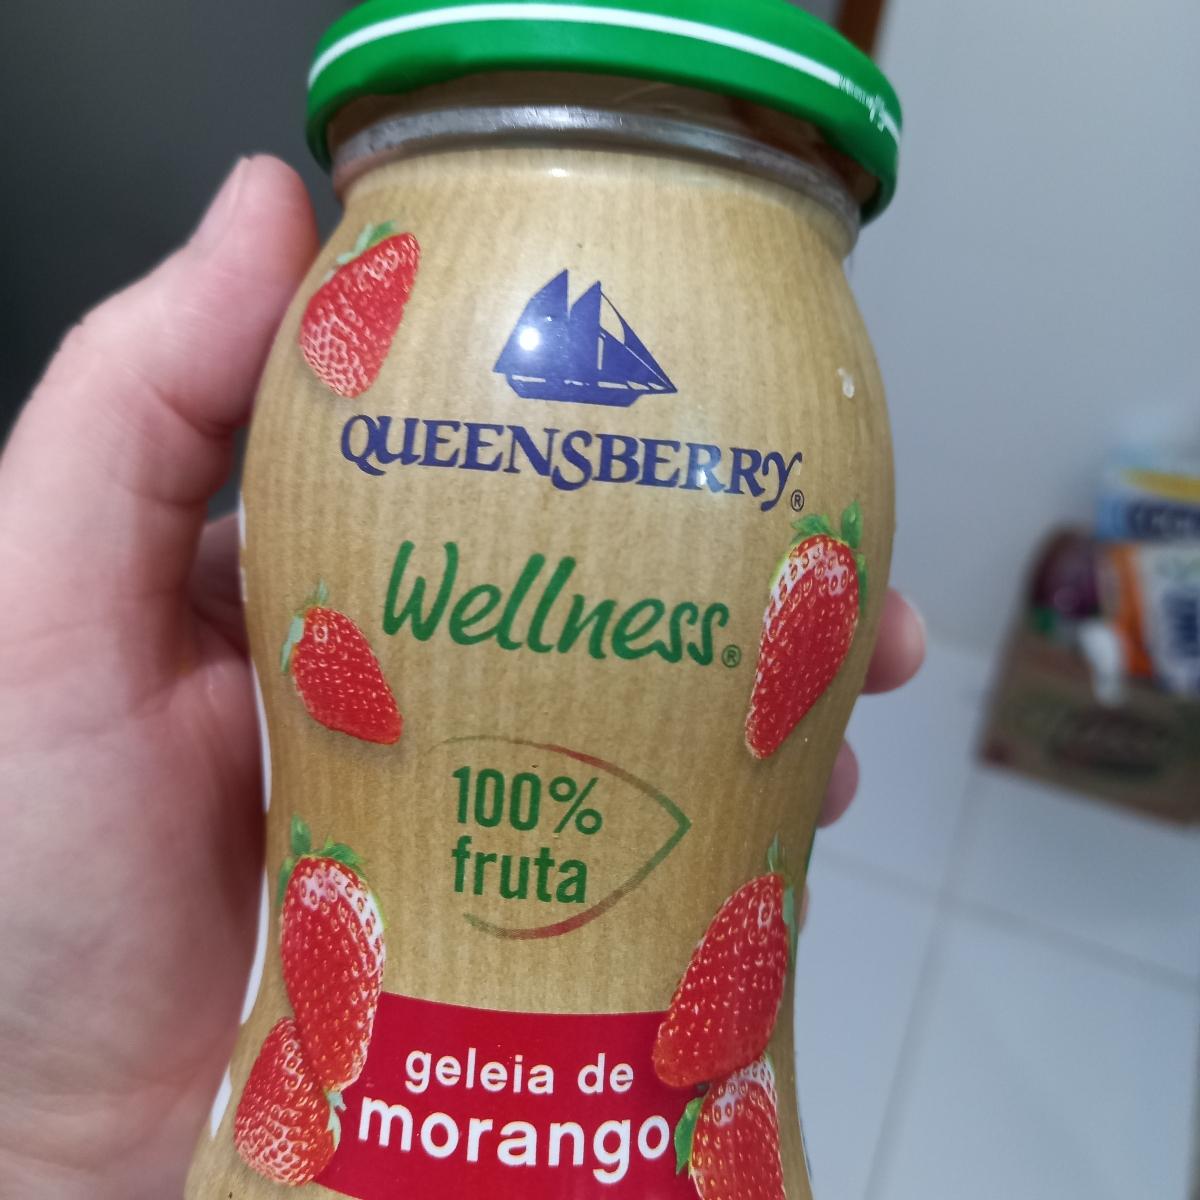 QUEENSBERRY®
Wellness®
100%
fruta
geleia de
morango